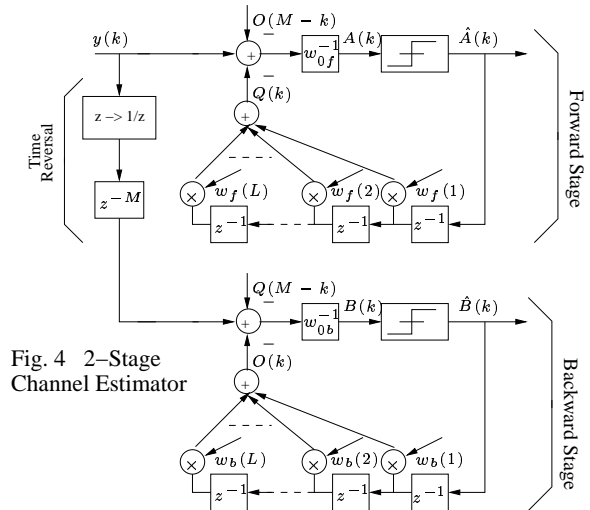 O(M − k)
y(k)
−
w_{0f}^{-1}
A(k)
Â(k)
−
Q(k)
+
+
z −> 1/z
Time
Reversal
z^{−M}
w_f(L)
w_f(2)
w_f(1)
×
×
×
z^{−1}
z^{−1}
z^{−1}
Forward Stage
Q(M − k)
−
w_{0b}^{-1}
B(k)
B̂(k)
+
−
O(k)
+
Fig. 4 2–Stage
Channel Estimator
w_b(L)
w_b(2)
w_b(1)
×
×
×
z^{−1}
z^{−1}
z^{−1}
Backward Stage